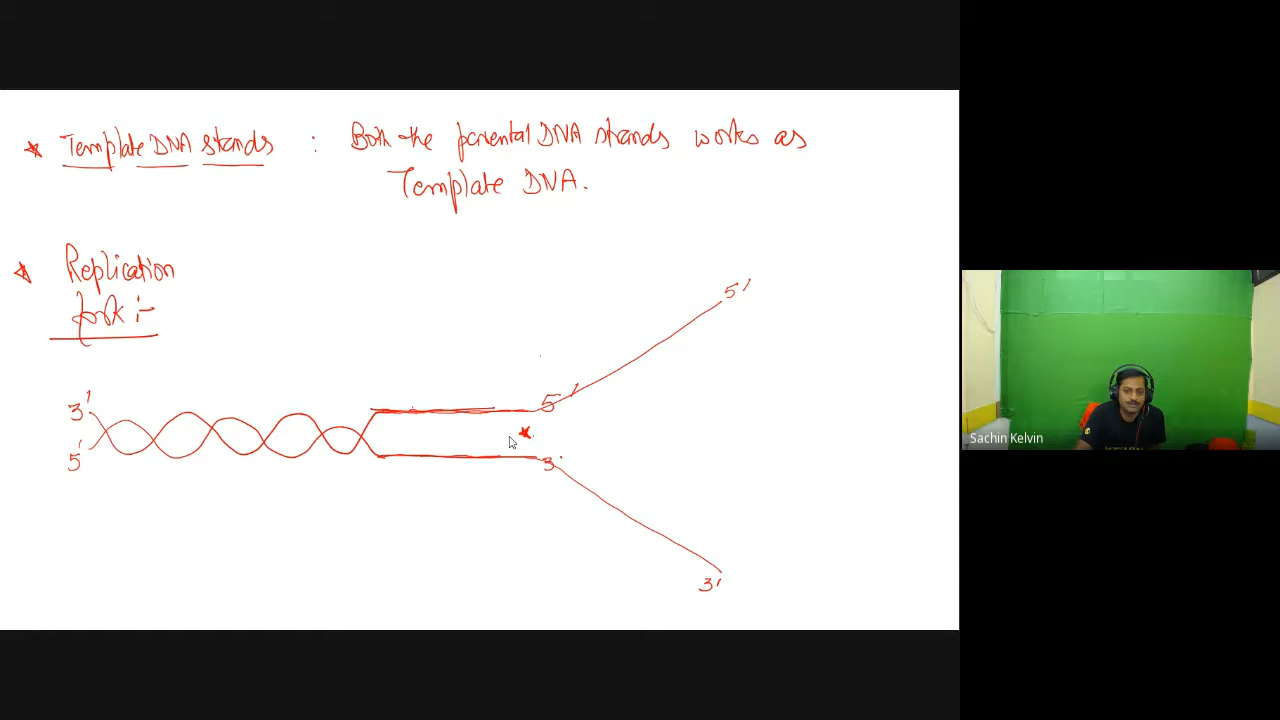 * Template DNA stands : Both the parental DNA strands works as
Template DNA.
* Replication
fork :-
5'
3' 5'
5' 3'
3'
Sachin Kelvin